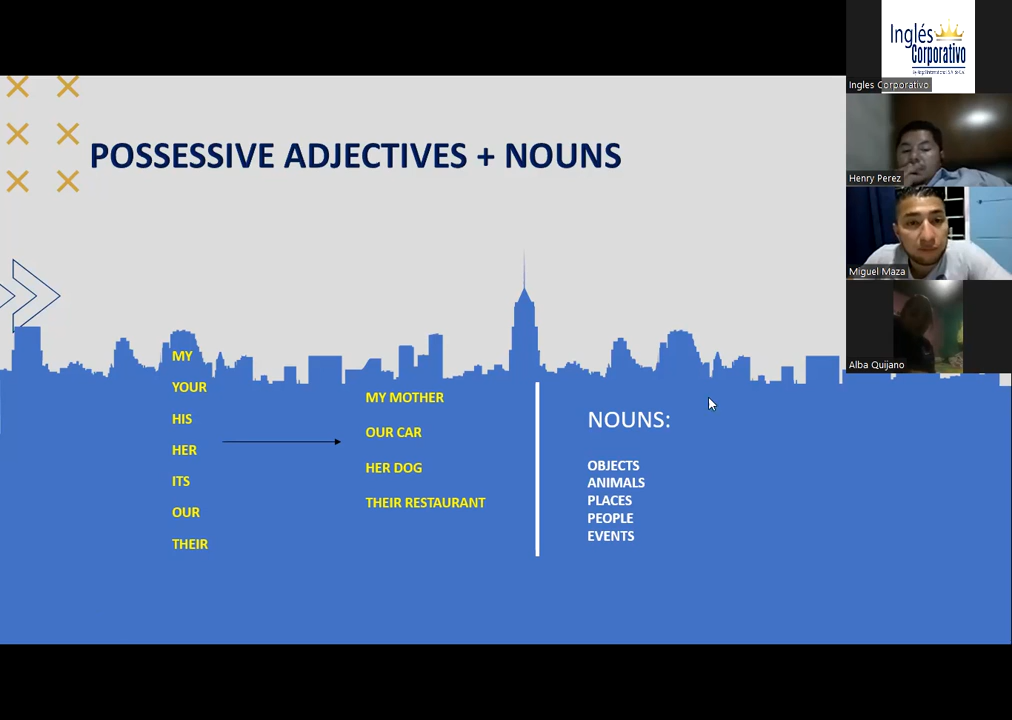 POSSESSIVE ADJECTIVES + NOUNS
MY
YOUR
HIS
HER
ITS
OUR
THEIR
MY MOTHER
OUR CAR
HER DOG
THEIR RESTAURANT
NOUNS:
OBJECTS
ANIMALS
PLACES
PEOPLE
EVENTS
Inglés
Corporativo
Ingles Corporativo
Henry Perez
Miguel Maza
Alba Quijano